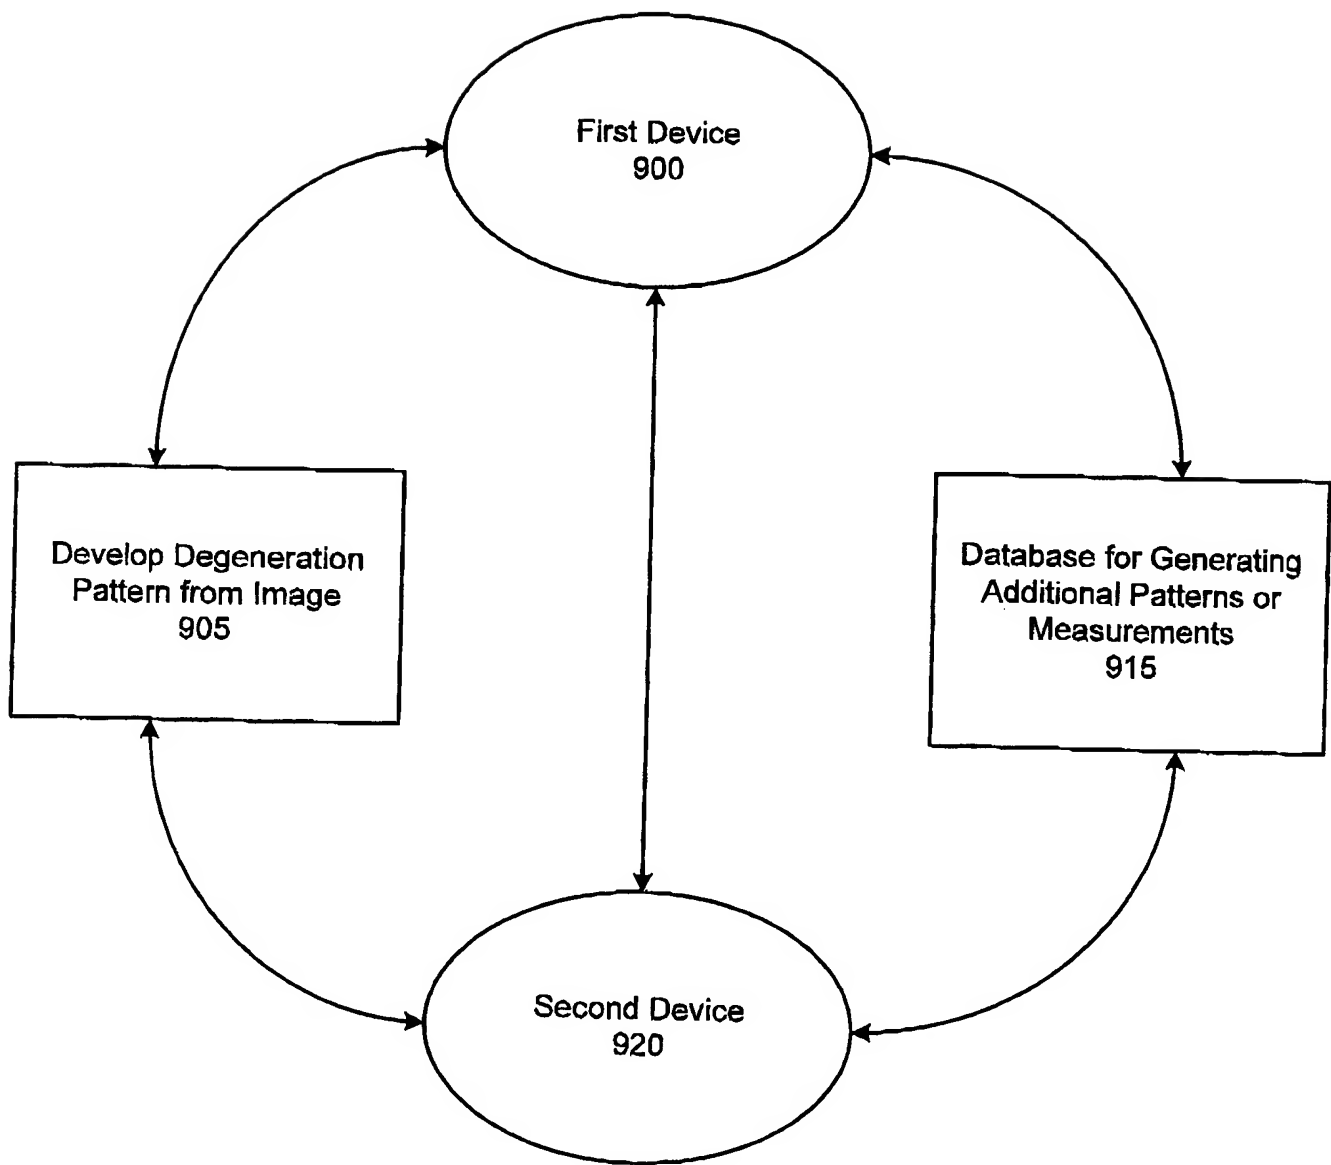 First Device
900
Develop Degeneration
Pattern from Image
905
Database for Generating
Additional Patterns or
Measurements
915
Second Device
920